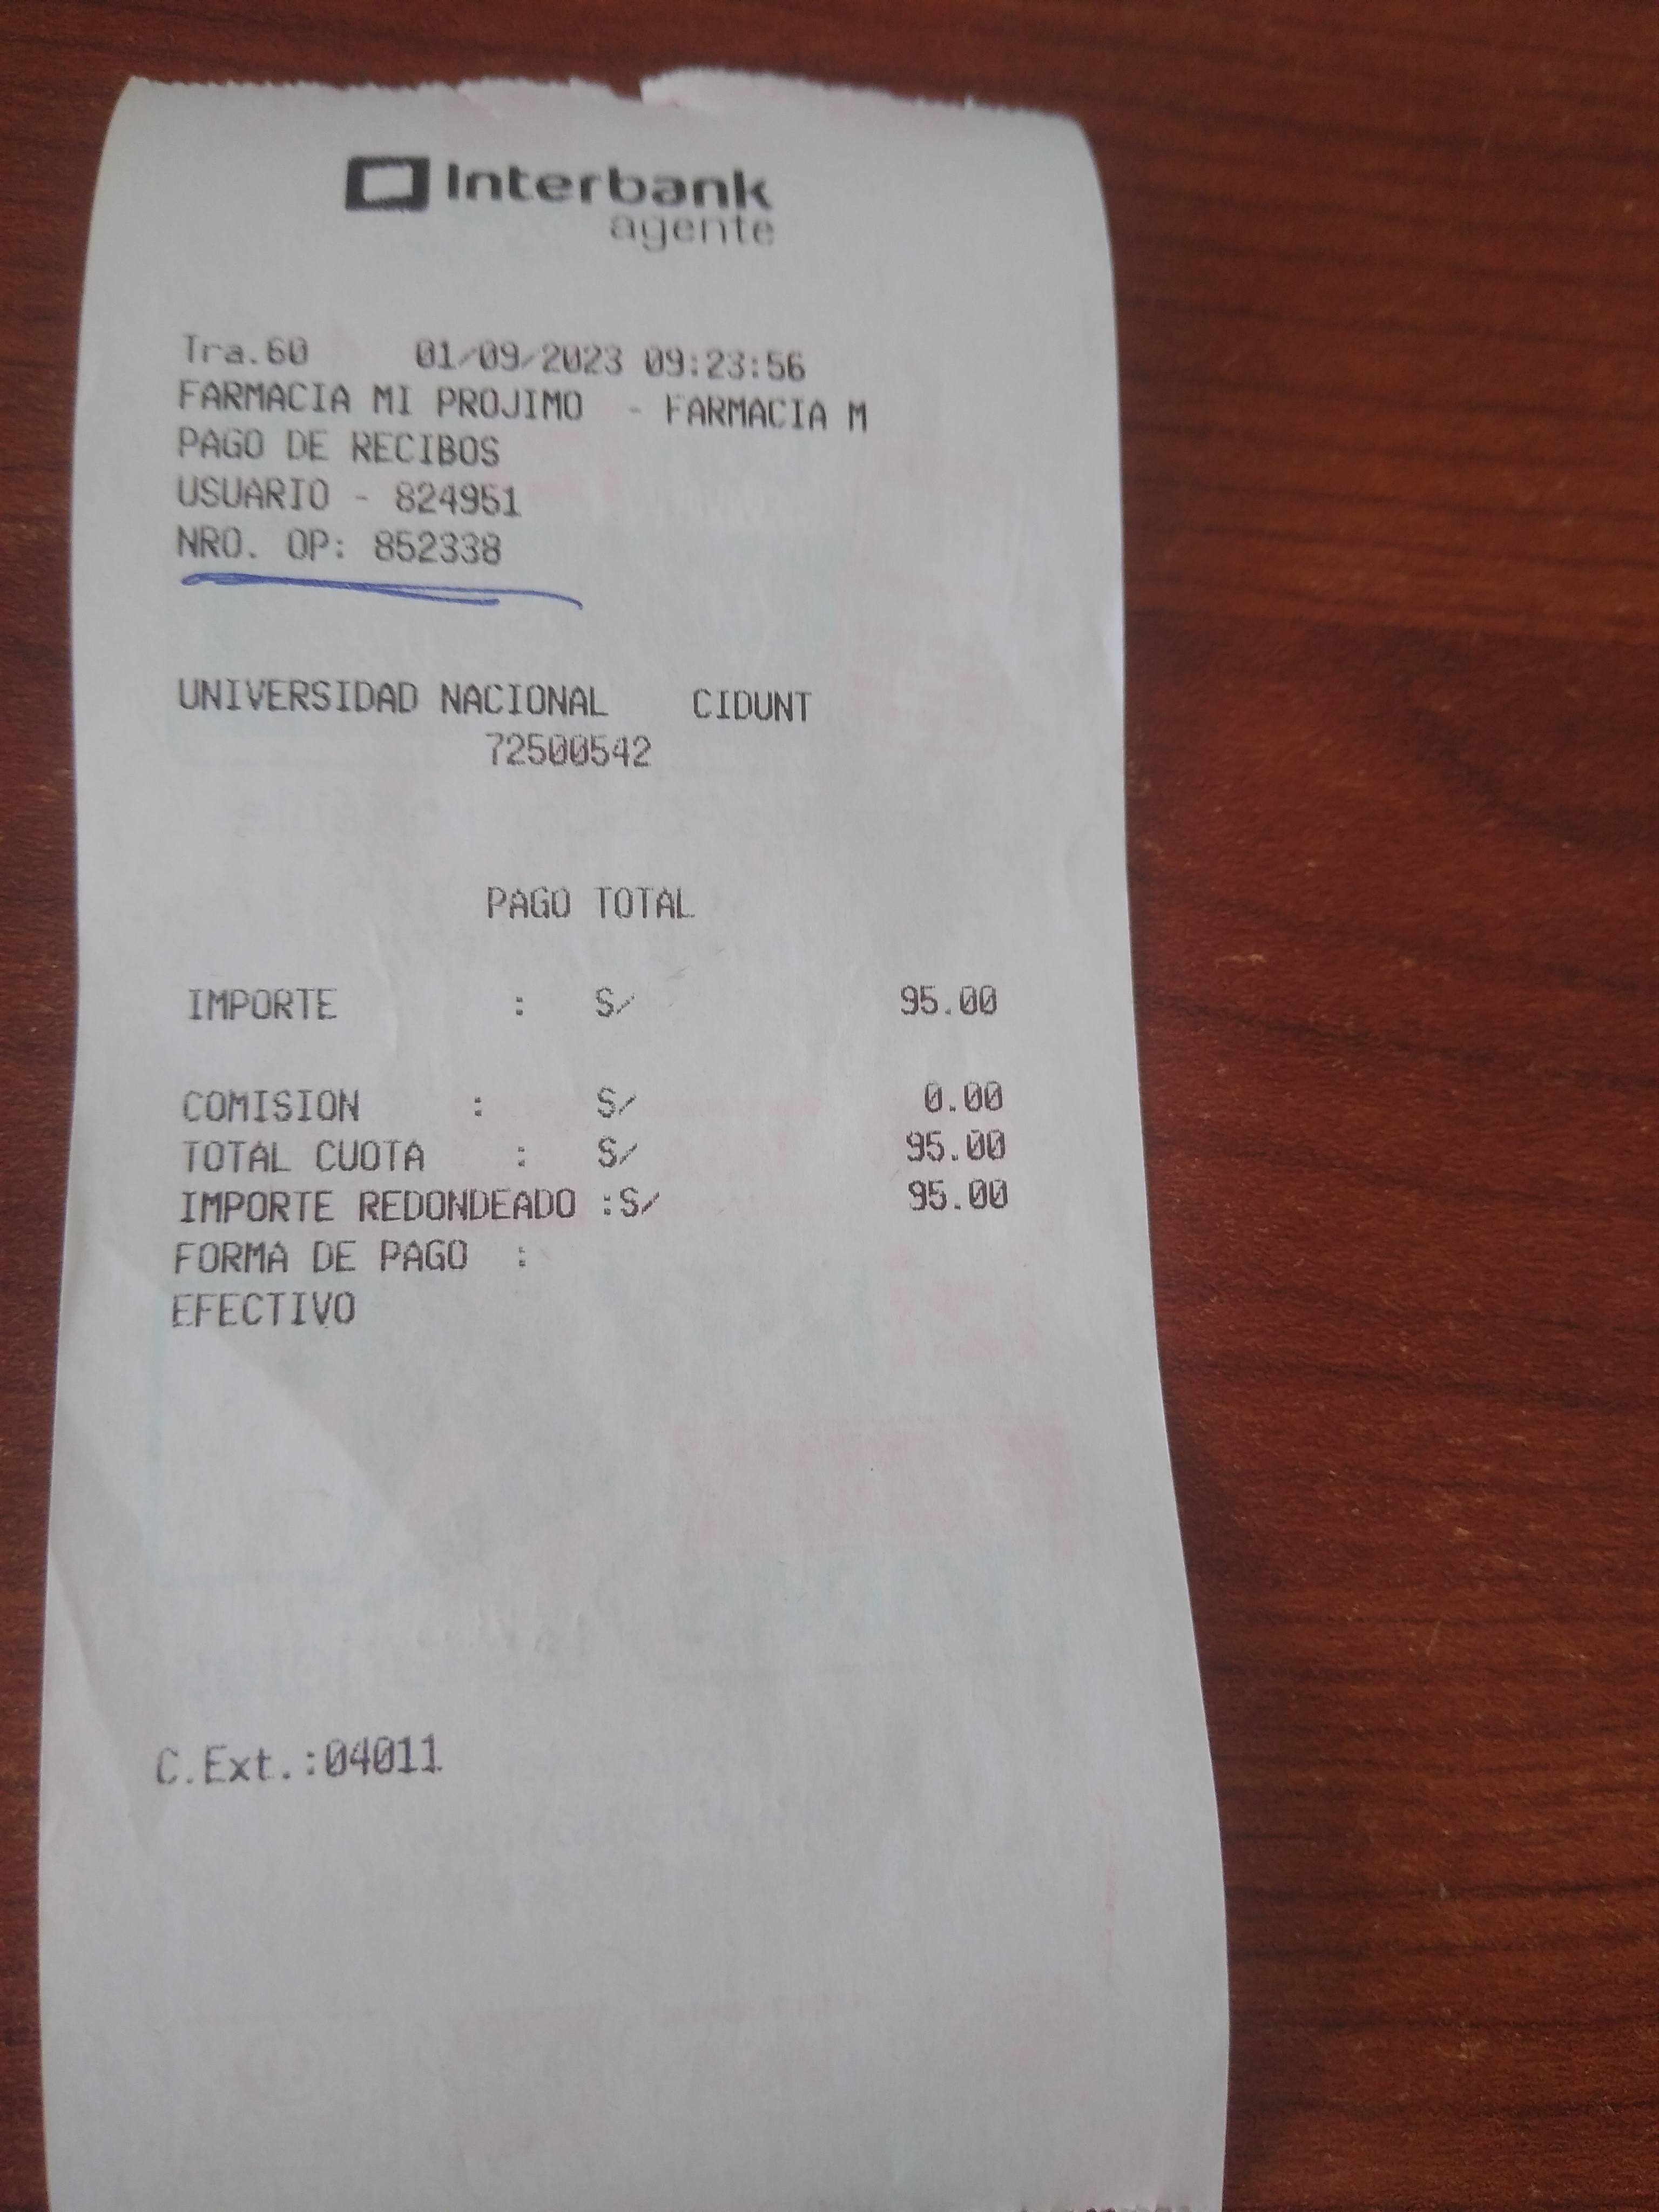 Interbank
agente
Tra.60 01/09/2023 09:23:56
FARMACIA MI PROJIMO - FARMACIA M
PAGO DE RECIBOS
USUARIO - 824951
NRO. OP: 852338
UNIVERSIDAD NACIONAL CIDUNT
72500542
PAGO TOTAL
IMPORTE : S/ 95.00
COMISION : S/ 0.00
TOTAL CUOTA : S/ 95.00
IMPORTE REDONDEADO :S/ 95.00
FORMA DE PAGO :
EFECTIVO
C.Ext.:04011